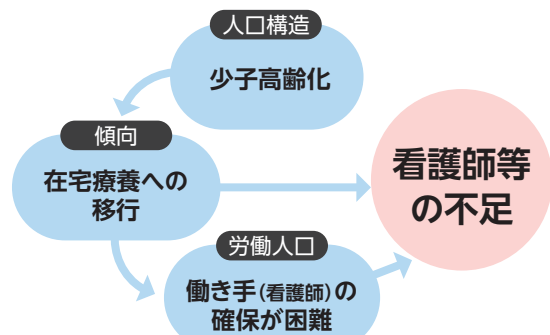 人口構造
少子高齢化
傾向
在宅療養への
移行
看護師等
の不足
労働人口
働き手(看護師)の
確保が困難